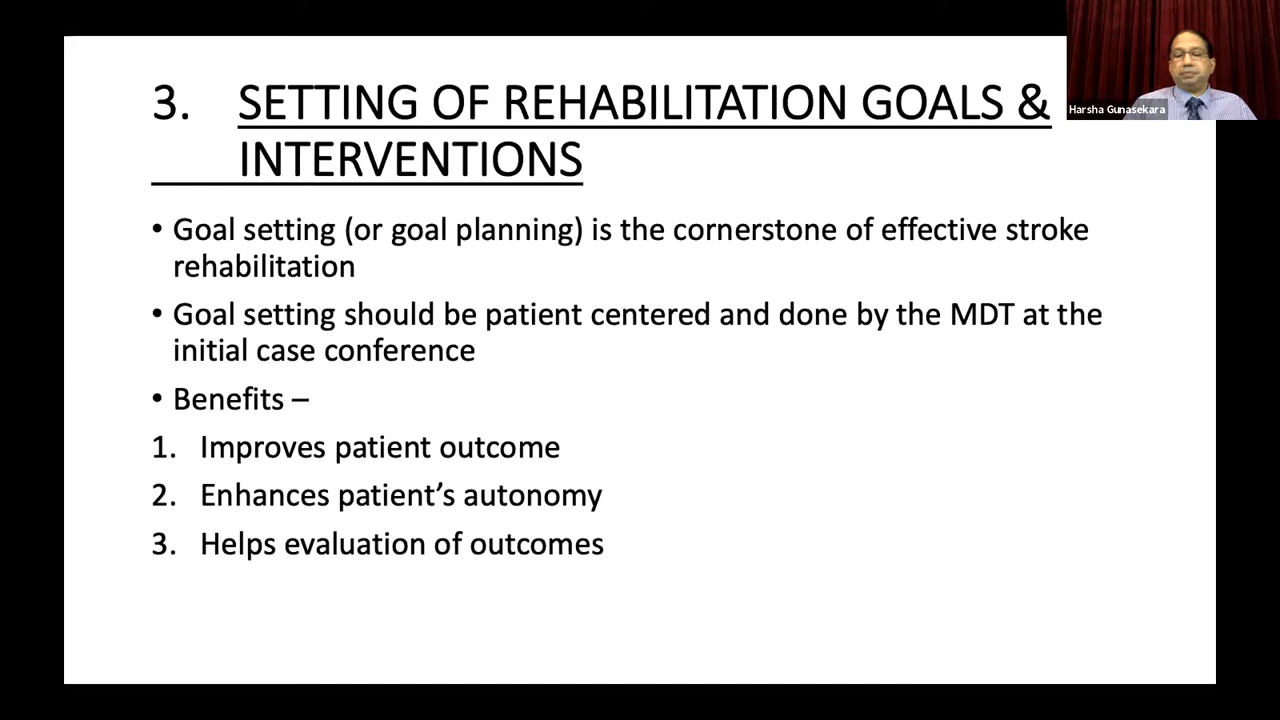 3. SETTING OF REHABILITATION GOALS &
INTERVENTIONS
Harsha Gunasekara
• Goal setting (or goal planning) is the cornerstone of effective stroke
rehabilitation
• Goal setting should be patient centered and done by the MDT at the
initial case conference
• Benefits –
1. Improves patient outcome
2. Enhances patient’s autonomy
3. Helps evaluation of outcomes